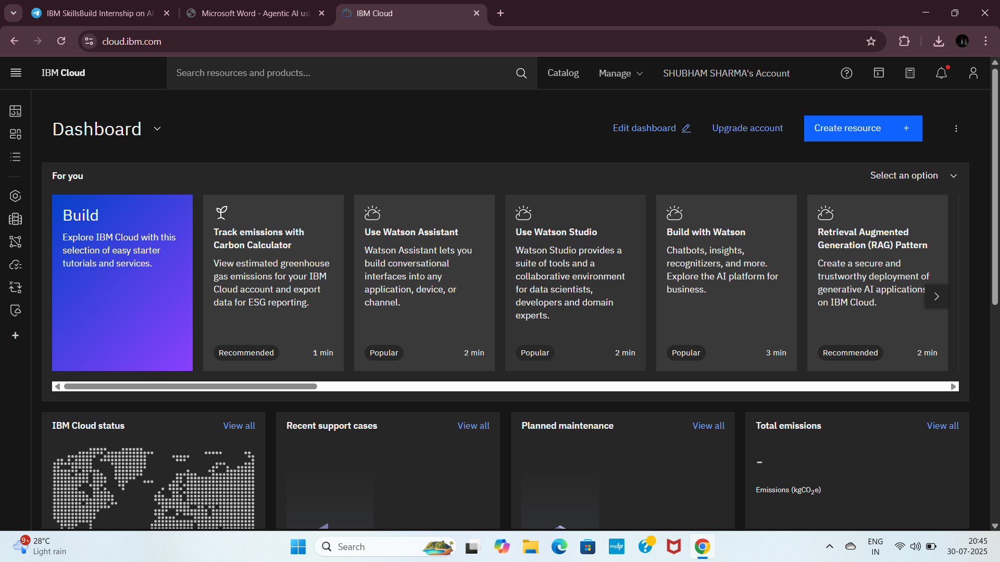 IBM SkillsBuild Internship on AI
Microsoft Word - Agentic AI usi
IBM Cloud
cloud.ibm.com
IBM Cloud
Search resources and products...
Catalog
Manage
SHUBHAM SHARMA's Account
Dashboard
Edit dashboard
Upgrade account
Create resource +
For you
Select an option
Build
Explore IBM Cloud with this
selection of easy starter
tutorials and services.
Track emissions with
Carbon Calculator
View estimated greenhouse
gas emissions for your IBM
Cloud account and export
data for ESG reporting.
Recommended
1 min
Use Watson Assistant
Watson Assistant lets you
build conversational
interfaces into any
application, device, or
channel.
Popular
2 min
Use Watson Studio
Watson Studio provides a
suite of tools and a
collaborative environment
for data scientists,
developers and domain
experts.
Popular
2 min
Build with Watson
Chatbots, insights,
recognizers, and more.
Explore the AI platform for
business.
Popular
3 min
Retrieval Augmented
Generation (RAG) Pattern
Create a secure and
trustworthy deployment of
generative AI applications
on IBM Cloud.
Recommended
2 min
IBM Cloud status
View all
Recent support cases
View all
Planned maintenance
View all
Total emissions
View all
-
Emissions (kgCO2e)
9+
28°C
Light rain
Search
myhp
ENG
IN
20:45
30-07-2025